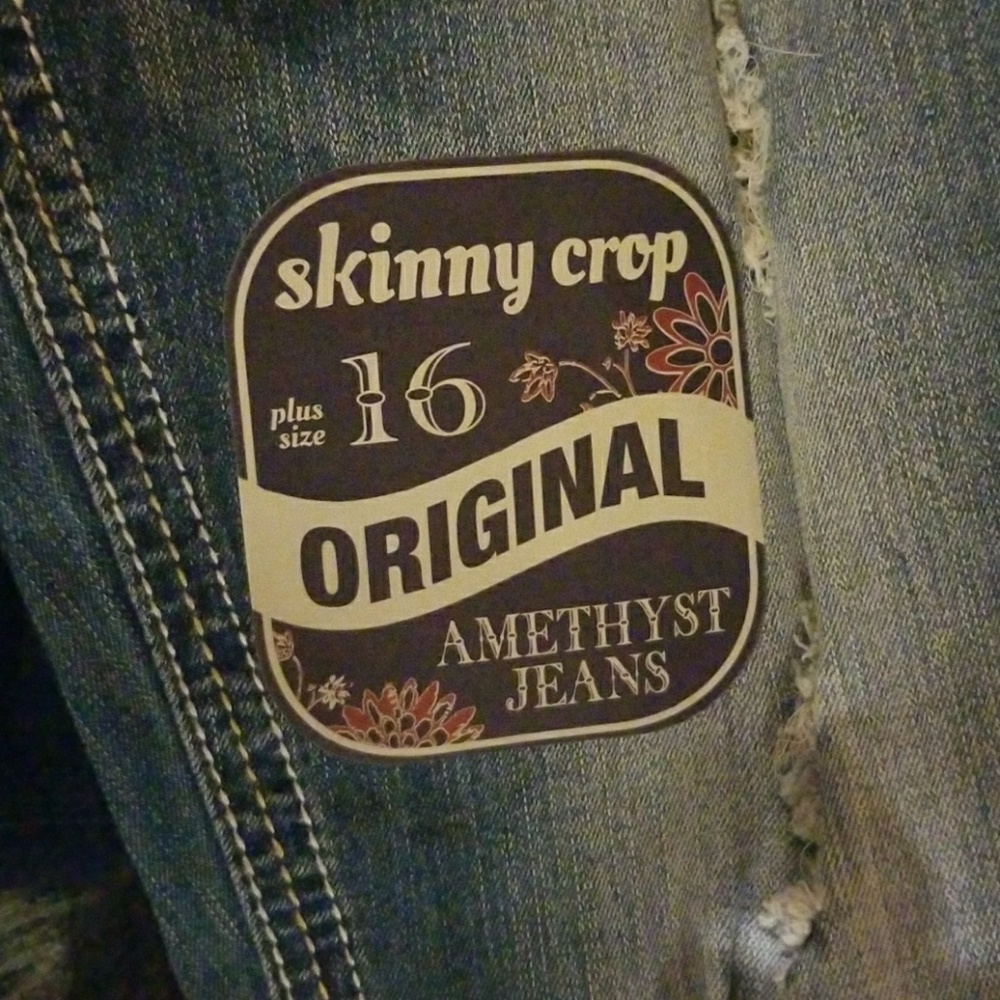 skinny crop
plus
size
16
ORIGINAL
AMETHYST
JEANS